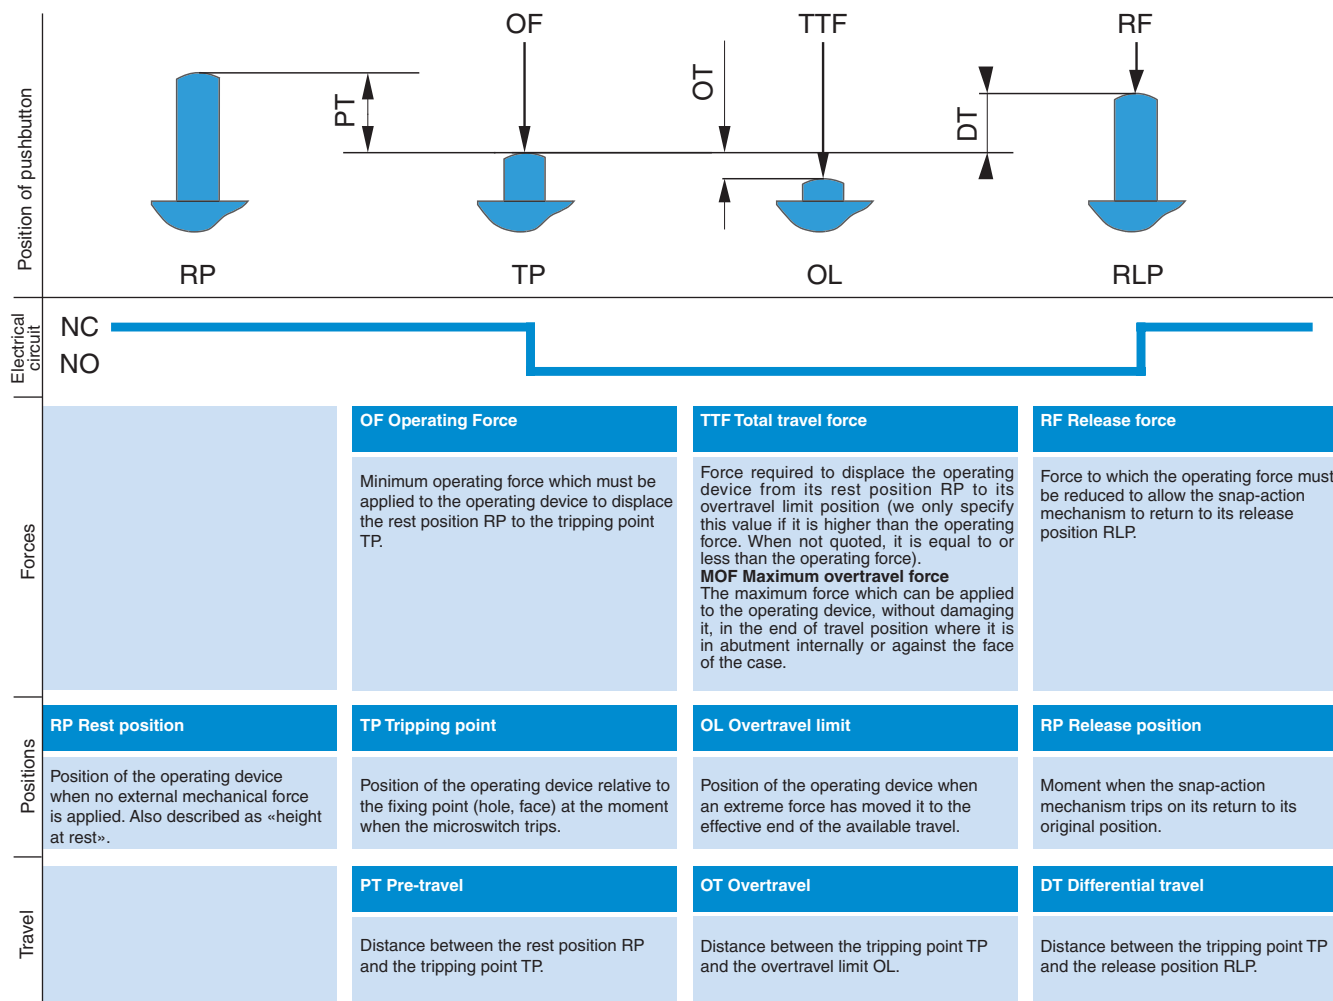 OF
TTF
RF
PT
OT
DT
Position of pushbutton
RP
TP
OL
RLP
Electrical
circuit
NC
NO
Forces
OF Operating Force
Minimum operating force which must be
applied to the operating device to displace
the rest position RP to the tripping point
TP.
TTF Total travel force
Force required to displace the operating
device from its rest position RP to its
overtravel limit position (we only specify
this value if it is higher than the operating
force. When not quoted, it is equal to or
less than the operating force).
MOF Maximum overtravel force
The maximum force which can be applied
to the operating device, without damaging
it, in the end of travel position where it is
in abutment internally or against the face
of the case.
RF Release force
Force to which the operating force must
be reduced to allow the snap-action
mechanism to return to its release
position RLP.
Positions
RP Rest position
Position of the operating device
when no external mechanical force
is applied. Also described as «height
at rest».
TP Tripping point
Position of the operating device relative to
the fixing point (hole, face) at the moment
when the microswitch trips.
OL Overtravel limit
Position of the operating device when
an extreme force has moved it to the
effective end of the available travel.
RP Release position
Moment when the snap-action
mechanism trips on its return to its
original position.
Travel
PT Pre-travel
Distance between the rest position RP
and the tripping point TP.
OT Overtravel
Distance between the tripping point TP
and the overtravel limit OL.
DT Differential travel
Distance between the tripping point TP
and the release position RLP.